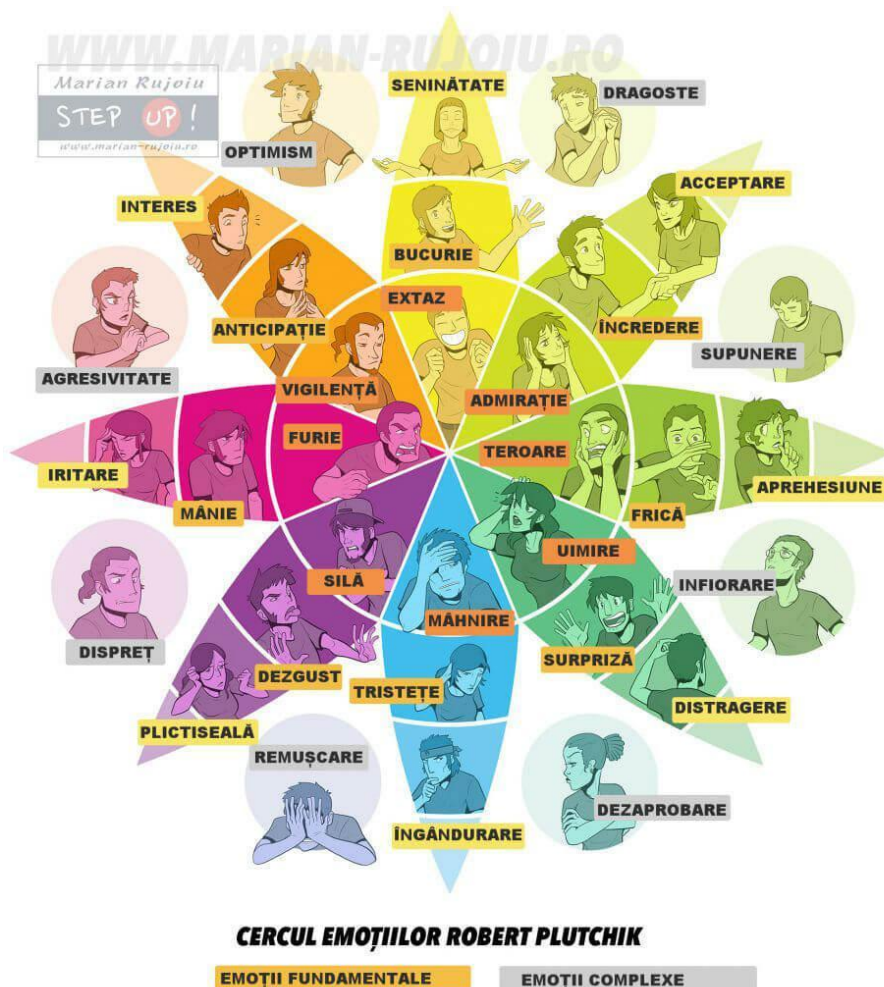 WWW.MARIAN-RUJOIU.RO
Marian Rujoiu
STEP UP!
www.marian-rujoiu.ro
SENINĂTATE
DRAGOSTE
OPTIMISM
ACCEPTARE
INTERES
BUCURIE
EXTAZ
ANTICIPAȚIE
ÎNCREDERE
SUPUNERE
AGRESIVITATE
VIGILENȚĂ
ADMIRAȚIE
FURIE
TEROARE
IRITARE
APREHESIUNE
MÂNIE
FRICĂ
UIMIRE
SILĂ
INFIORARE
MÂHNIRE
DISPREȚ
SURPRIZĂ
DEZGUST
TRISTEȚE
DISTRAGERE
PLICTISEALĂ
REMUȘCARE
DEZAPROBARE
ÎNGÂNDURARE
CERCUL EMOȚIILOR ROBERT PLUTCHIK
EMOȚII FUNDAMENTALE
EMOTII COMPLEXE